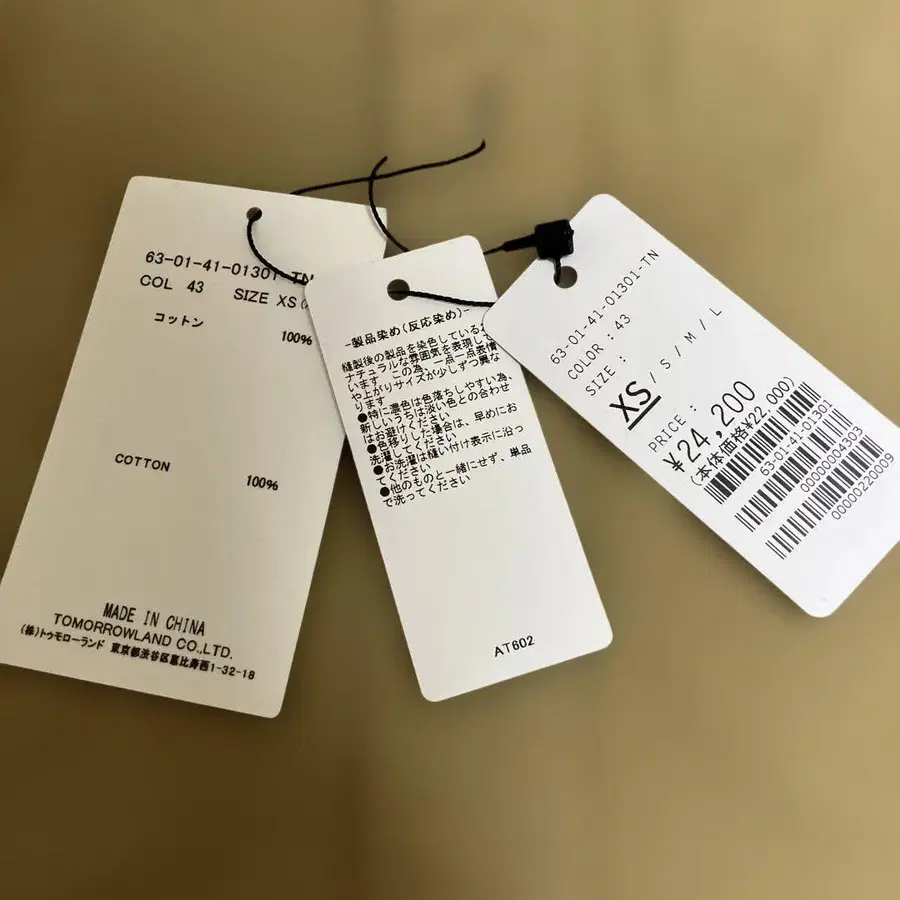 63-01-41-01301-TN
COL 43 SIZE XS
コットン
100%
COTTON
100%
MADE IN CHINA
TOMORROWLAND CO.,LTD.
(株)トゥモローランド 東京都渋谷区恵比寿西1-32-18
-製品染め(反応染め)-
縫製後の製品を染色している
ナチュラルな雰囲気を表現して
います この為、一点一点表情
や上がりサイズが少しずつ異な
ります
●特に濃色は色落ちしやすい為、
新しいうちは淡い色との合わせ
はお避けください
●色移りした場合は、早めにお
洗濯してください
●お洗濯は縫い付け表示に沿っ
てください
●他のものと一緒にせず、単品
で洗ってください
AT602
63-01-41-01301-TN
COLOR : 43
SIZE :
XS / S / M / L
PRICE :
¥24,200
(本体価格¥22,000)
63-01-41-01301
00000004303
00000220009